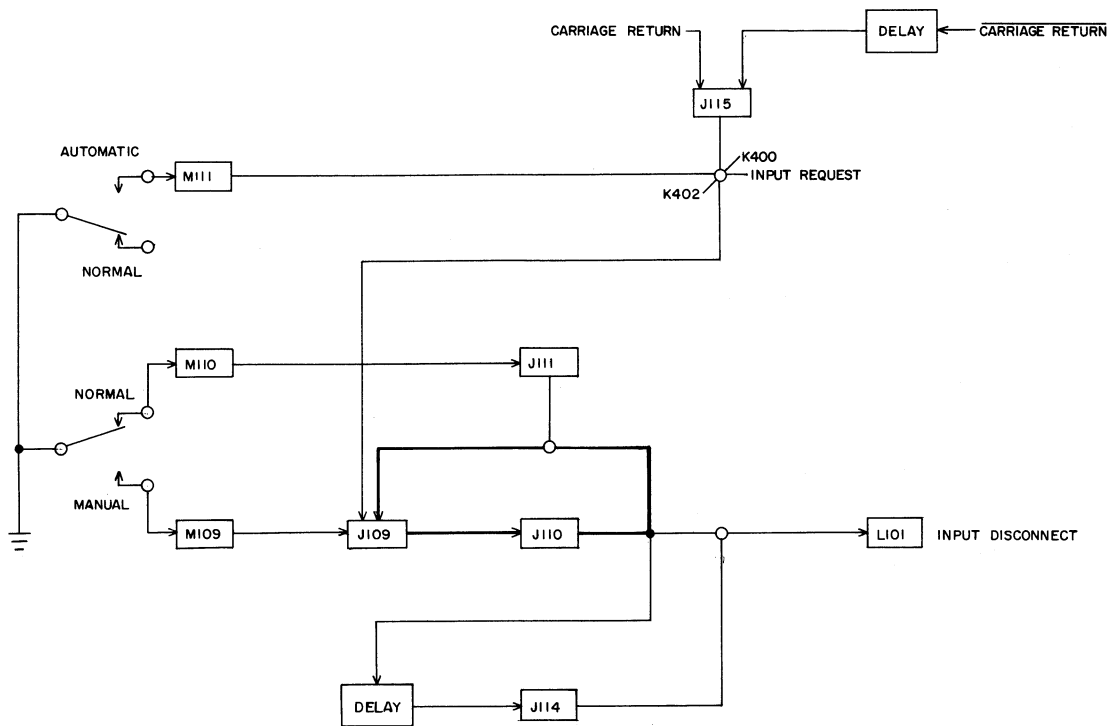 CARRIAGE RETURN
DELAY
CARRIAGE RETURN
J115
AUTOMATIC
M111
K400
INPUT REQUEST
K402
NORMAL
M110
J111
NORMAL
MANUAL
M109
J109
J110
L101
INPUT DISCONNECT
DELAY
J114